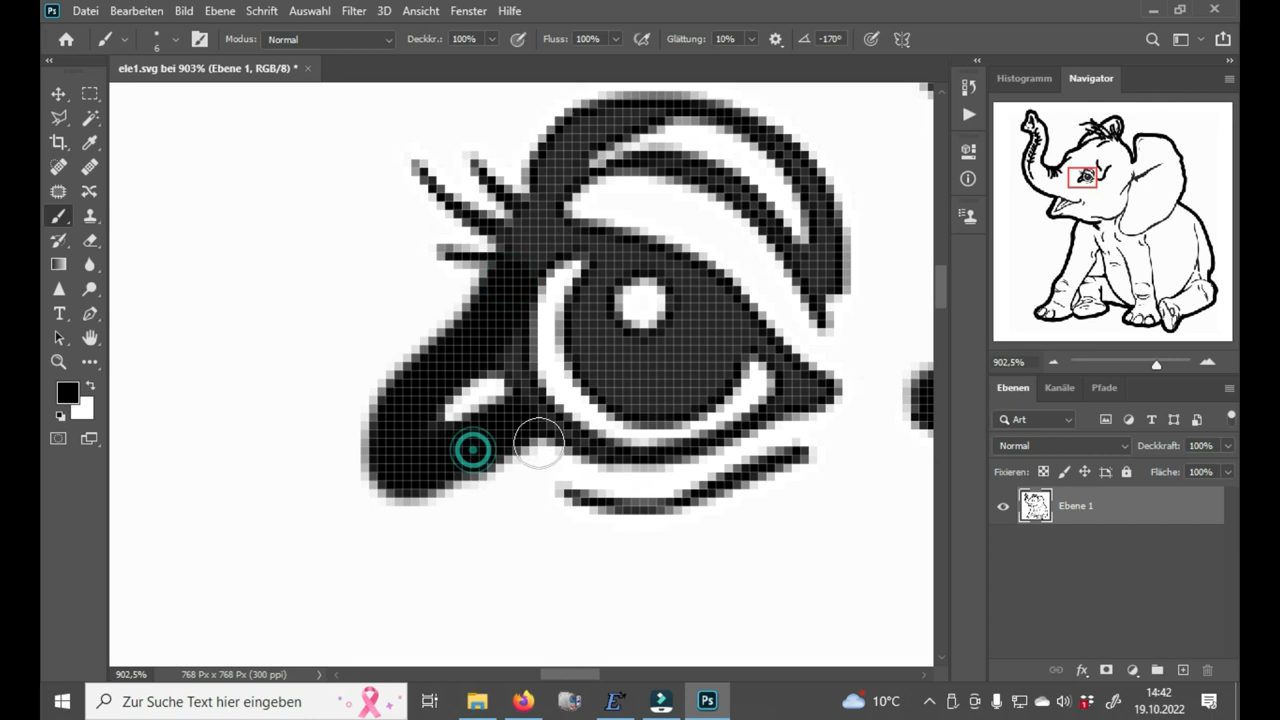 Ps Datei Bearbeiten Bild Ebene Schrift Auswahl Filter 3D Ansicht Fenster Hilfe
6 Modus: Normal Deckkr.: 100% Fluss: 100% Glättung: 10% -170°
ele1.svg bei 903% (Ebene 1, RGB/8) *
Histogramm Navigator
902,5%
Ebenen Kanäle Pfade
Art
Normal Deckkraft: 100%
Fixieren: Fläche: 100%
Ebene 1
902,5% 768 Px x 768 Px (300 ppi)
Zur Suche Text hier eingeben Ps 10°C 14:42
19.10.2022